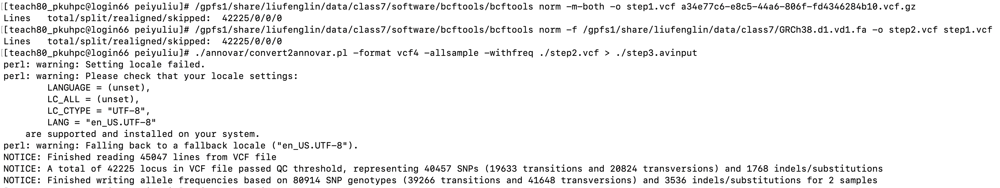 [[teach80_pkuhpc@login66 peiyuliu]# /gpfs1/share/liufenglin/data/class7/software/bcftools/bcftools norm -m-both -o step1.vcf a34e77c6-e8c5-44a6-806f-fd4346284b10.vcf.gz
Lines   total/split/realigned/skipped:  42225/0/0/0
[[teach80_pkuhpc@login66 peiyuliu]# /gpfs1/share/liufenglin/data/class7/software/bcftools/bcftools norm -f /gpfs1/share/liufenglin/data/class7/GRCh38.d1.vd1.fa -o step2.vcf step1.vcf
Lines   total/split/realigned/skipped:  42225/0/0/0
[[teach80_pkuhpc@login66 peiyuliu]# ./annovar/convert2annovar.pl -format vcf4 -allsample -withfreq ./step2.vcf > ./step3.avinput
perl: warning: Setting locale failed.
perl: warning: Please check that your locale settings:
        LANGUAGE = (unset),
        LC_ALL = (unset),
        LC_CTYPE = "UTF-8",
        LANG = "en_US.UTF-8"
    are supported and installed on your system.
perl: warning: Falling back to a fallback locale ("en_US.UTF-8").
NOTICE: Finished reading 45047 lines from VCF file
NOTICE: A total of 42225 locus in VCF file passed QC threshold, representing 40457 SNPs (19633 transitions and 20824 transversions) and 1768 indels/substitutions
NOTICE: Finished writing allele frequencies based on 80914 SNP genotypes (39266 transitions and 41648 transversions) and 3536 indels/substitutions for 2 samples